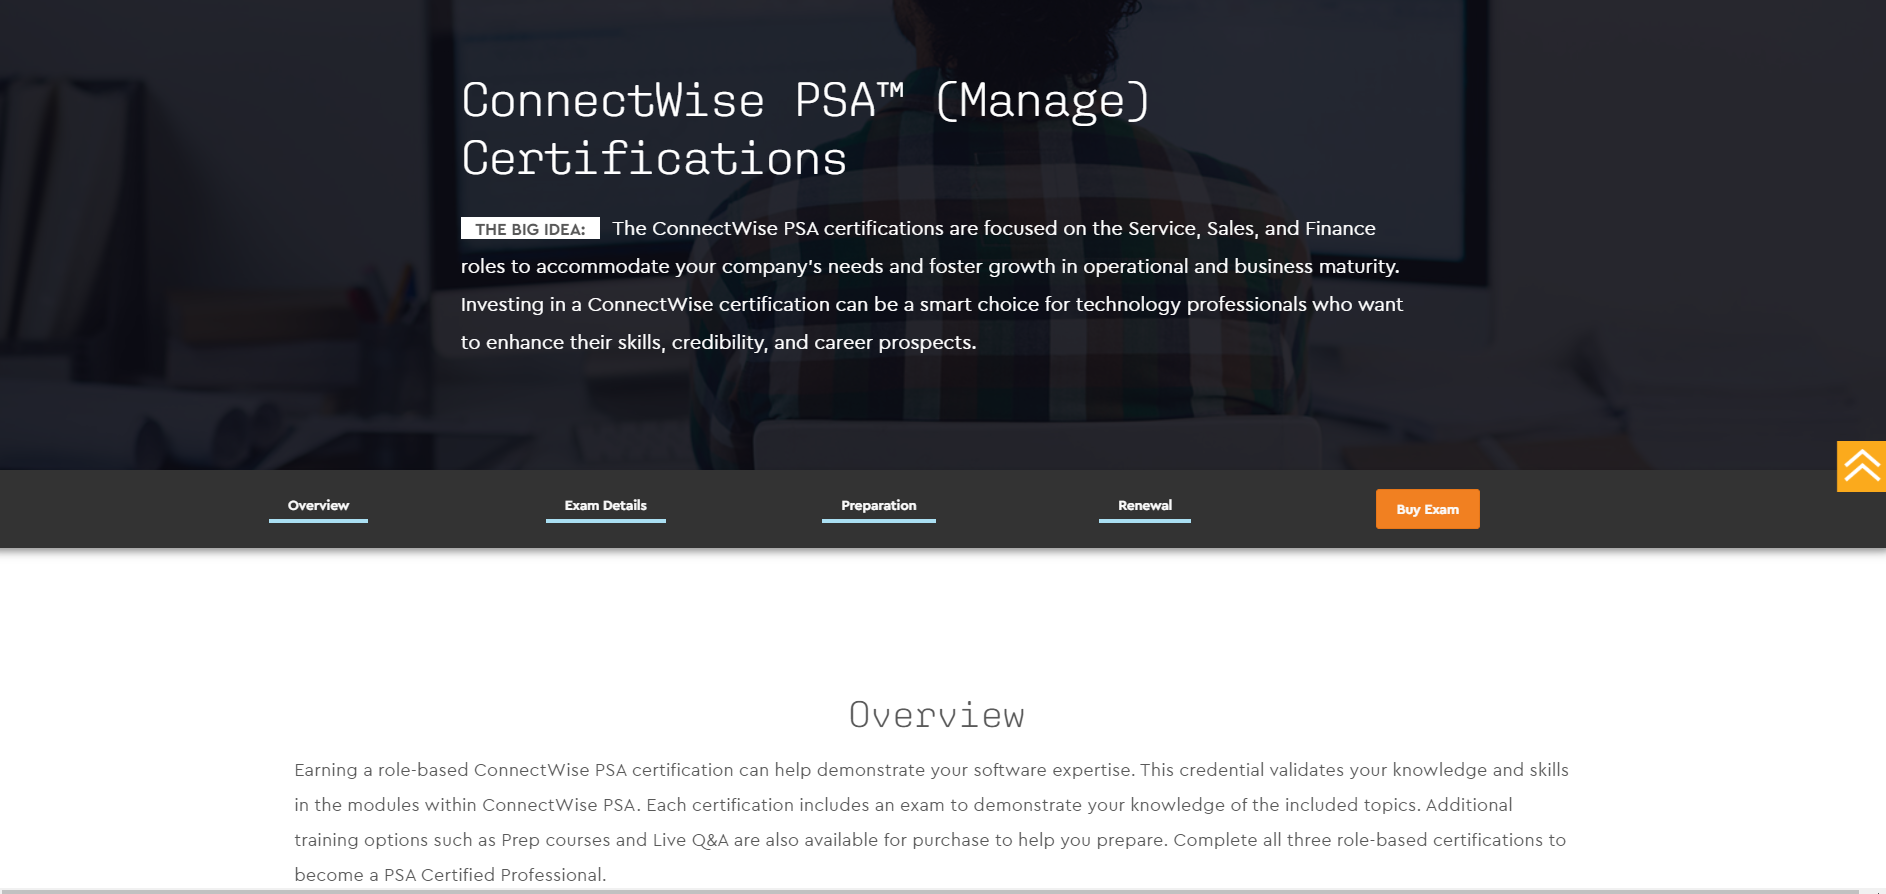 ConnectWise PSA™ (Manage)
Certifications
THE BIG IDEA: The ConnectWise PSA certifications are focused on the Service, Sales, and Finance
roles to accommodate your company's needs and foster growth in operational and business maturity.
Investing in a ConnectWise certification can be a smart choice for technology professionals who want
to enhance their skills, credibility, and career prospects.
Overview Exam Details Preparation Renewal Buy Exam
Overview
Earning a role-based ConnectWise PSA certification can help demonstrate your software expertise. This credential validates your knowledge and skills
in the modules within ConnectWise PSA. Each certification includes an exam to demonstrate your knowledge of the included topics. Additional
training options such as Prep courses and Live Q&A are also available for purchase to help you prepare. Complete all three role-based certifications to
become a PSA Certified Professional.